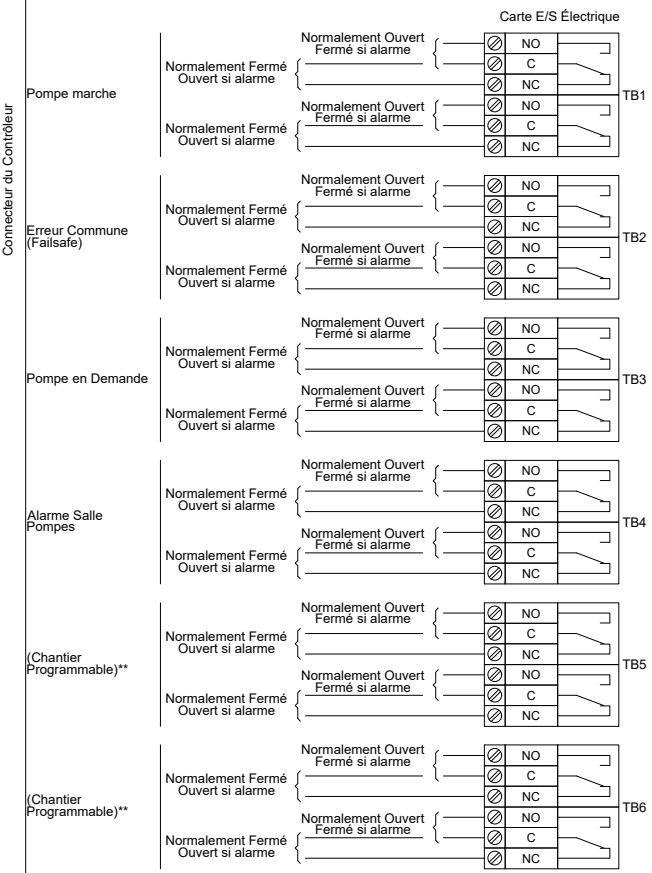 Carte E/S Électrique
Connecteur du Contrôleur
Pompe marche
Normalement Ouvert
Fermé si alarme
Normalement Fermé
Ouvert si alarme
Normalement Ouvert
Fermé si alarme
Normalement Fermé
Ouvert si alarme
NO
C
NC
NO
C
NC
TB1
Erreur Commune
(Failsafe)
Normalement Ouvert
Fermé si alarme
Normalement Fermé
Ouvert si alarme
Normalement Ouvert
Fermé si alarme
Normalement Fermé
Ouvert si alarme
NO
C
NC
NO
C
NC
TB2
Pompe en Demande
Normalement Ouvert
Fermé si alarme
Normalement Fermé
Ouvert si alarme
Normalement Ouvert
Fermé si alarme
Normalement Fermé
Ouvert si alarme
NO
C
NC
NO
C
NC
TB3
Alarme Salle
Pompes
Normalement Ouvert
Fermé si alarme
Normalement Fermé
Ouvert si alarme
Normalement Ouvert
Fermé si alarme
Normalement Fermé
Ouvert si alarme
NO
C
NC
NO
C
NC
TB4
(Chantier
Programmable)**
Normalement Ouvert
Fermé si alarme
Normalement Fermé
Ouvert si alarme
Normalement Ouvert
Fermé si alarme
Normalement Fermé
Ouvert si alarme
NO
C
NC
NO
C
NC
TB5
(Chantier
Programmable)**
Normalement Ouvert
Fermé si alarme
Normalement Fermé
Ouvert si alarme
Normalement Ouvert
Fermé si alarme
Normalement Fermé
Ouvert si alarme
NO
C
NC
NO
C
NC
TB6